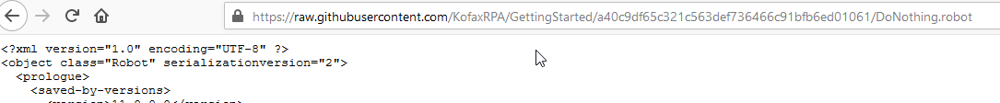 https://raw.githubusercontent.com/KofaxRPA/GettingStarted/a40c9df65c321c563def736466c91bfb6ed01061/DoNothing.robot
<?xml version="1.0" encoding="UTF-8" ?>
<object class="Robot" serializationversion="2">
<prologue>
<saved-by-versions>